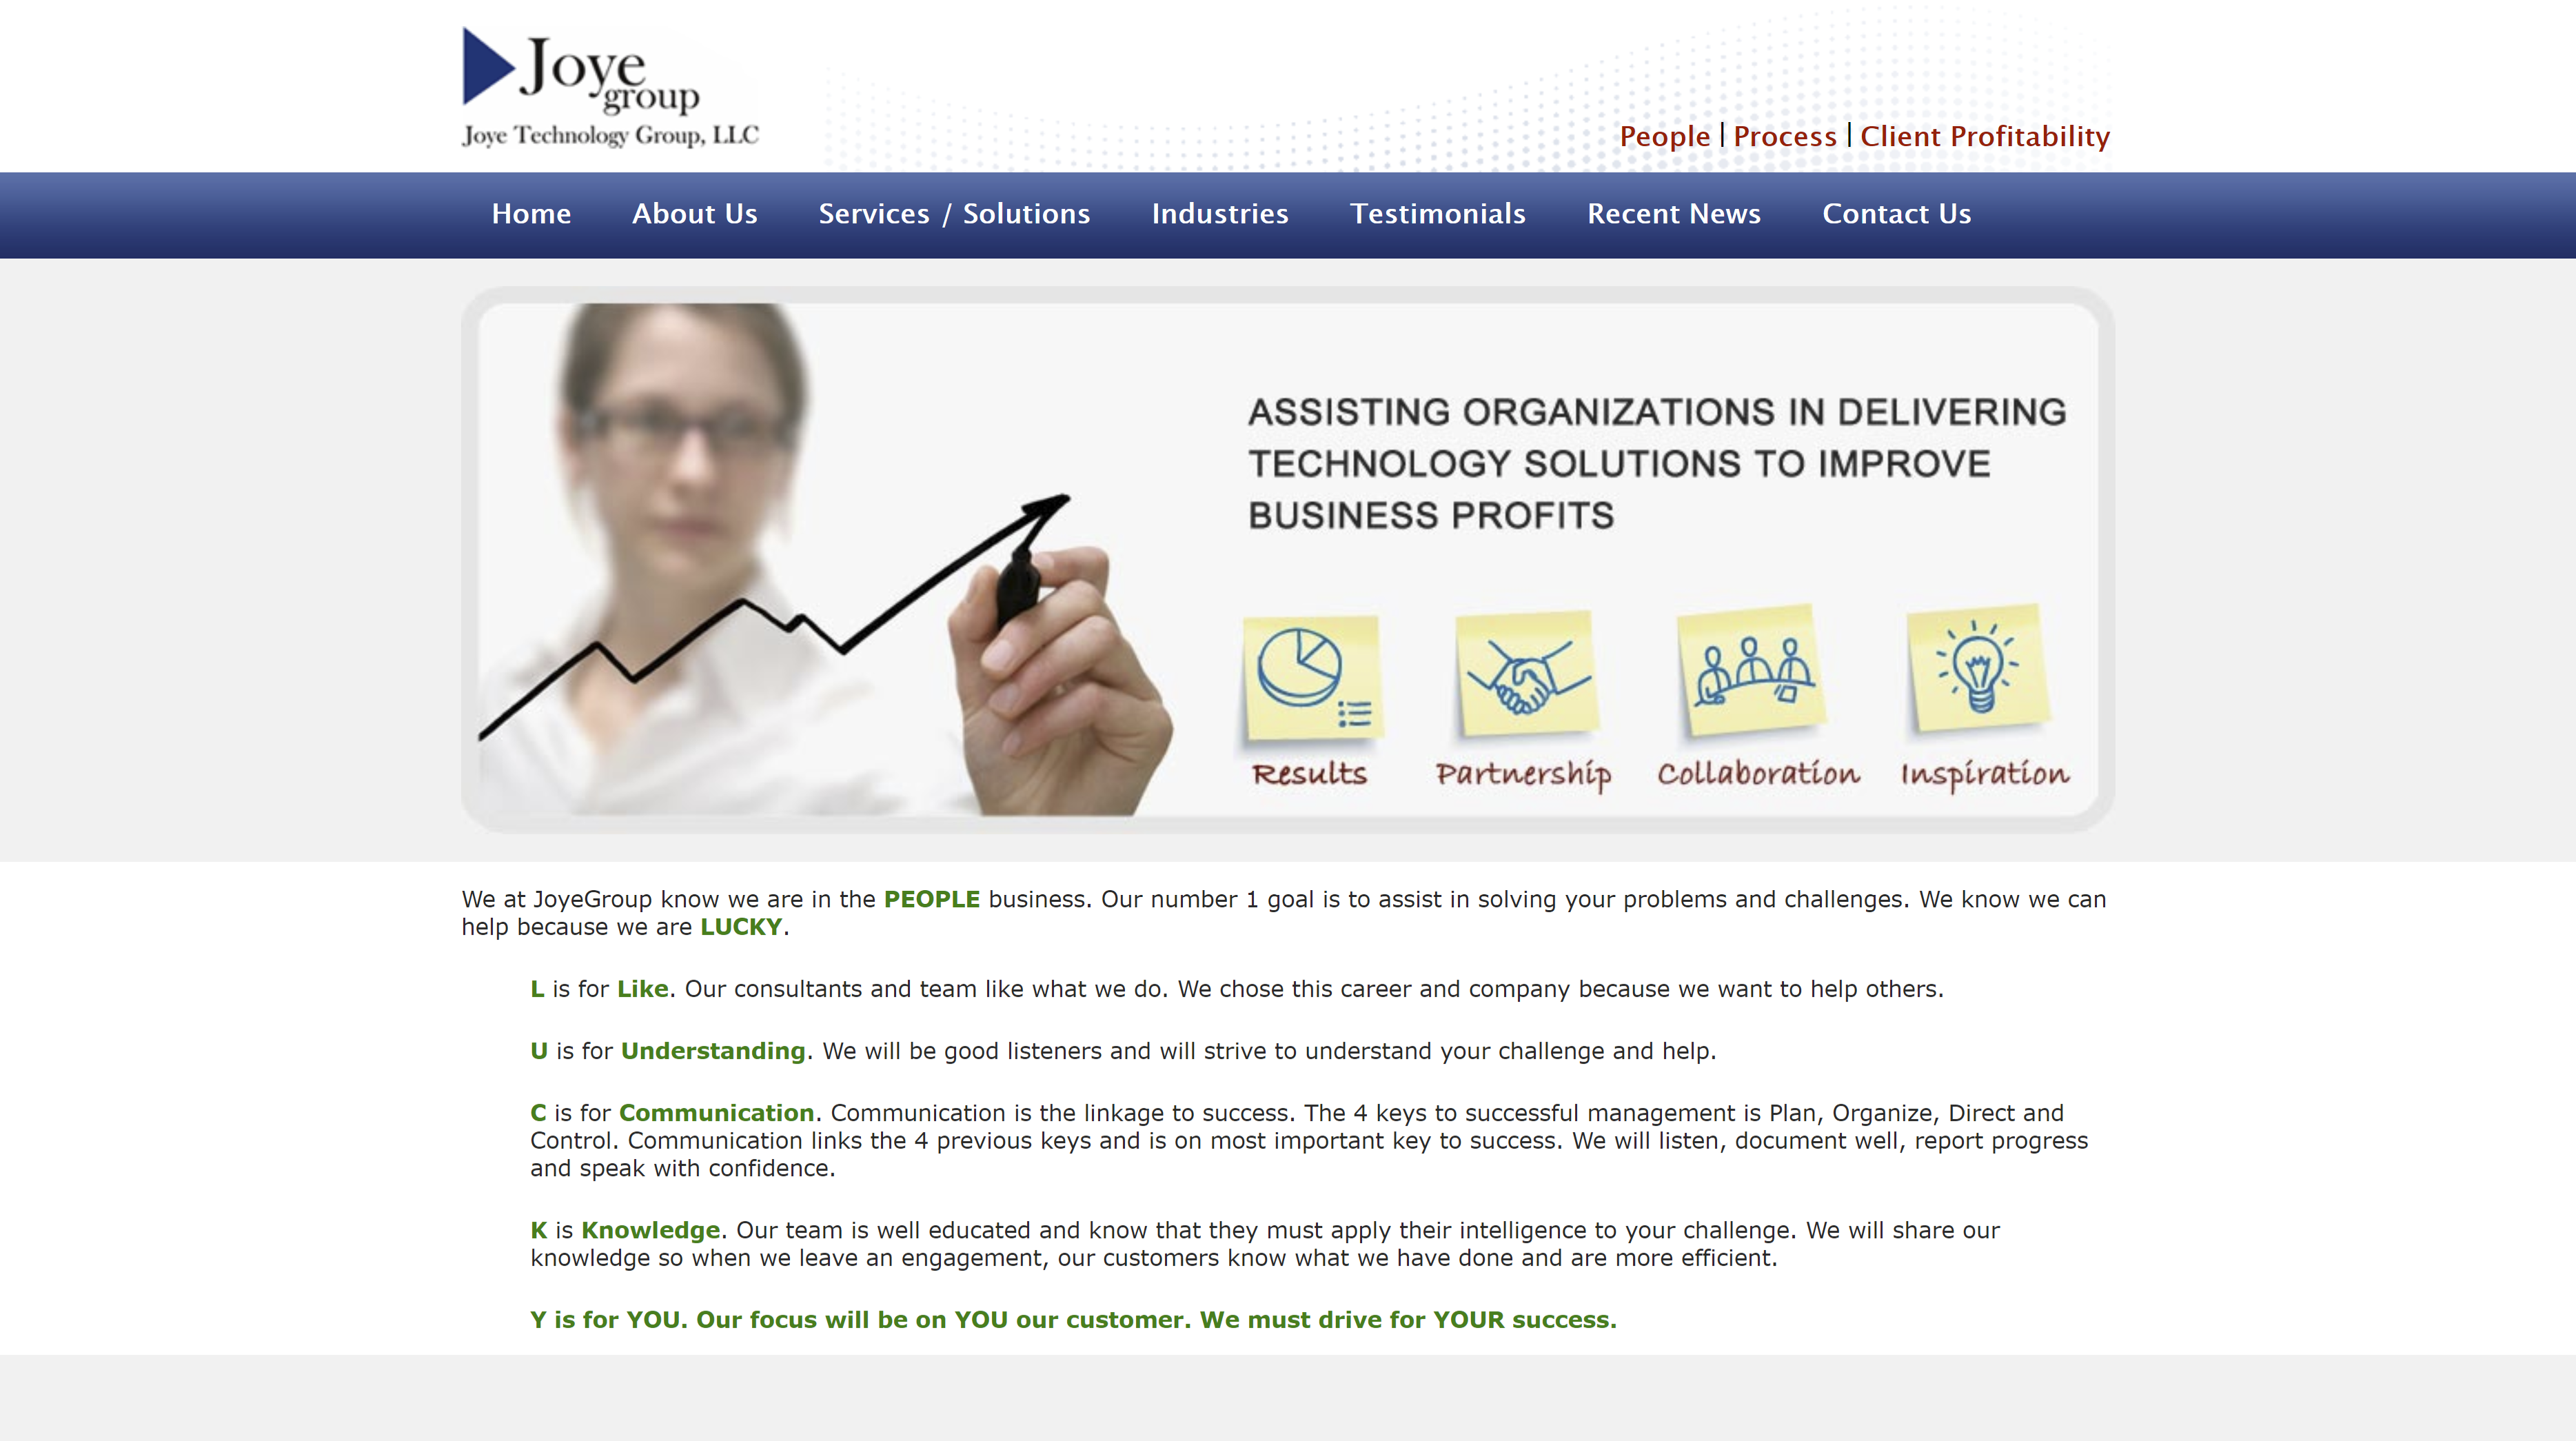 Joye
group
Joye Technology Group, LLC
People | Process | Client Profitability
Home About Us Services / Solutions Industries Testimonials Recent News Contact Us
ASSISTING ORGANIZATIONS IN DELIVERING
TECHNOLOGY SOLUTIONS TO IMPROVE
BUSINESS PROFITS
Results Partnership Collaboration Inspiration
We at JoyeGroup know we are in the PEOPLE business. Our number 1 goal is to assist in solving your problems and challenges. We know we can
help because we are LUCKY.
L is for Like. Our consultants and team like what we do. We chose this career and company because we want to help others.
U is for Understanding. We will be good listeners and will strive to understand your challenge and help.
C is for Communication. Communication is the linkage to success. The 4 keys to successful management is Plan, Organize, Direct and
Control. Communication links the 4 previous keys and is on most important key to success. We will listen, document well, report progress
and speak with confidence.
K is Knowledge. Our team is well educated and know that they must apply their intelligence to your challenge. We will share our
knowledge so when we leave an engagement, our customers know what we have done and are more efficient.
Y is for YOU. Our focus will be on YOU our customer. We must drive for YOUR success.